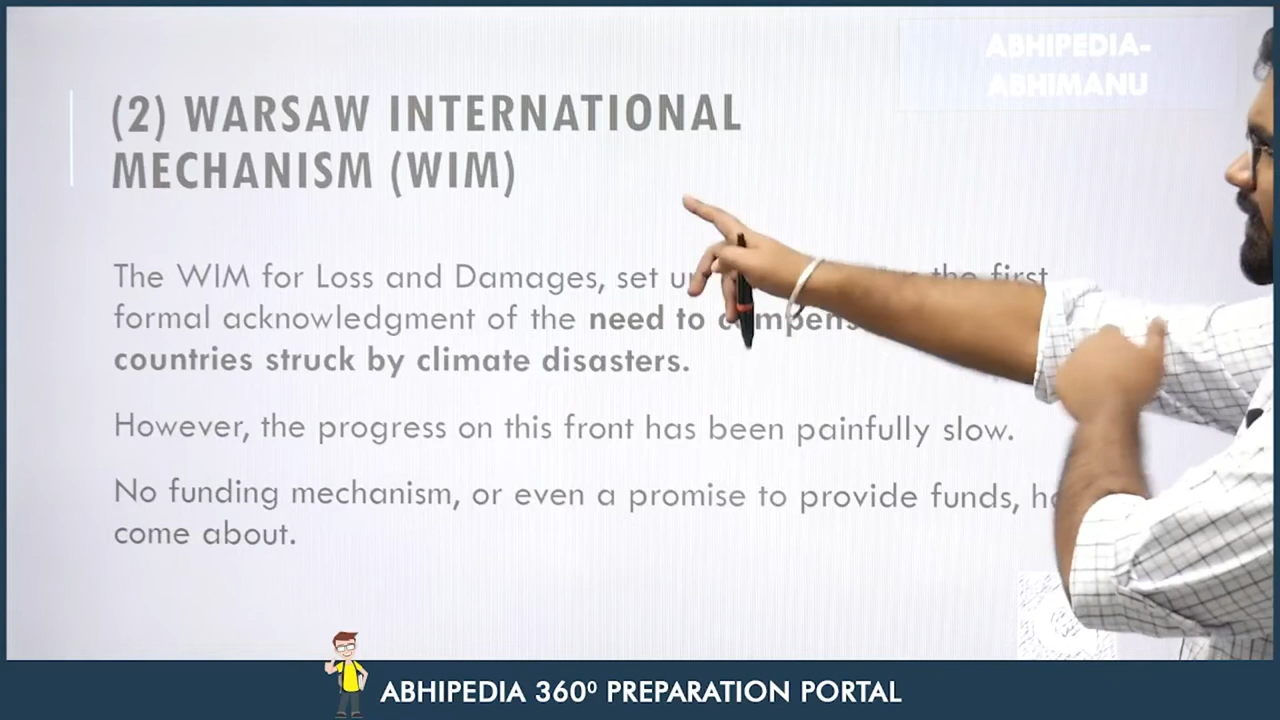 ABHIPEDIA-
ABHIMANU
(2) WARSAW INTERNATIONAL
MECHANISM (WIM)
The WIM for Loss and Damages, set the first
formal acknowledgment of the need to
countries struck by climate disasters.
However, the progress on this front has been painfully slow.
No funding mechanism, or even a promise to provide funds,
come about.
ABHIPEDIA 360⁰ PREPARATION PORTAL